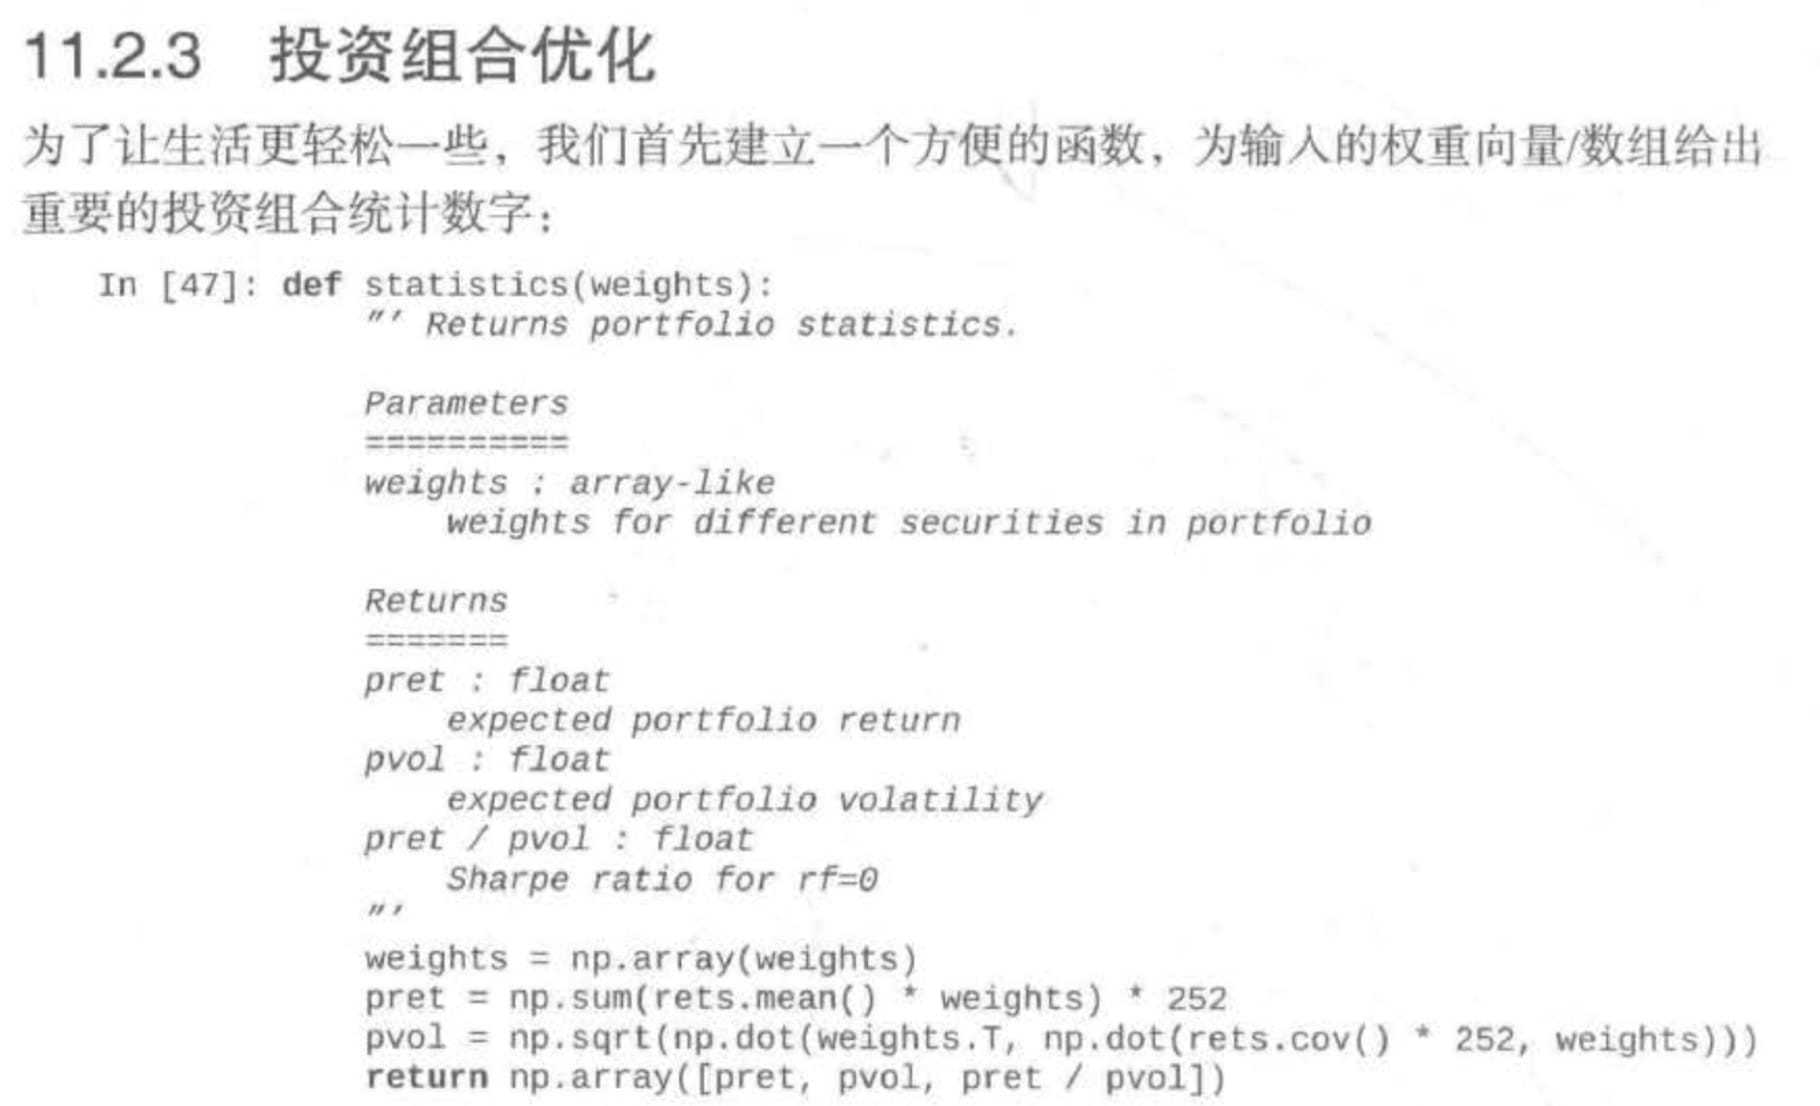 11.2.3 投资组合优化
为了让生活更轻松一些，我们首先建立一个方便的函数，为输入的权重向量/数组给出
重要的投资组合统计数字：
In [47]: def statistics(weights):
"' Returns portfolio statistics.
Parameters
==========
weights : array-like
weights for different securities in portfolio
Returns
=======
pret : float
expected portfolio return
pvol : float
expected portfolio volatility
pret / pvol : float
Sharpe ratio for rf=0
"'
weights = np.array(weights)
pret = np.sum(rets.mean() * weights) * 252
pvol = np.sqrt(np.dot(weights.T, np.dot(rets.cov() * 252, weights)))
return np.array([pret, pvol, pret / pvol])